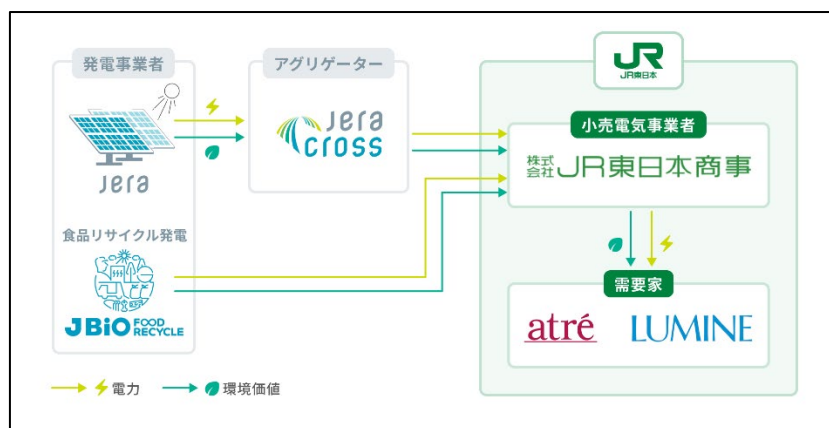 発電事業者
アグリゲーター
JR
JR東日本
Jera
Jera
cross
小売電気事業者
株式
会社
JR東日本商事
食品リサイクル発電
JBiO FOOD
RECYCLE
需要家
atré
LUMINE
電力
環境価値